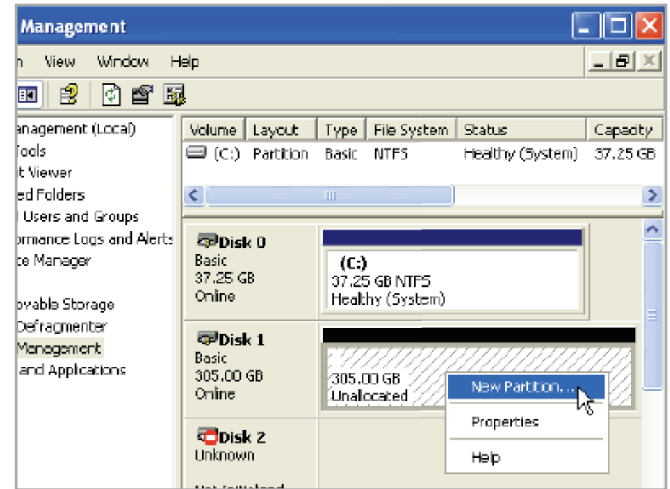 Management
View Window Help
anagement (Local)
Tools
t Viewer
ed Folders
Users and Groups
ormance Logs and Alerts
ce Manager
ovable Storage
Defragmenter
Management
and Applications
Volume Layout Type File System Status Capacity
(C:) Partition Basic NTFS Healthy (System) 37.25 GB
Disk 0
Basic
37.25 GB
Online
(C:)
37.25 GB NTFS
Healthy (System)
Disk 1
Basic
305.00 GB
Online
305.00 GB
Unallocated
New Partition...
Properties
Help
Disk 2
Unknown